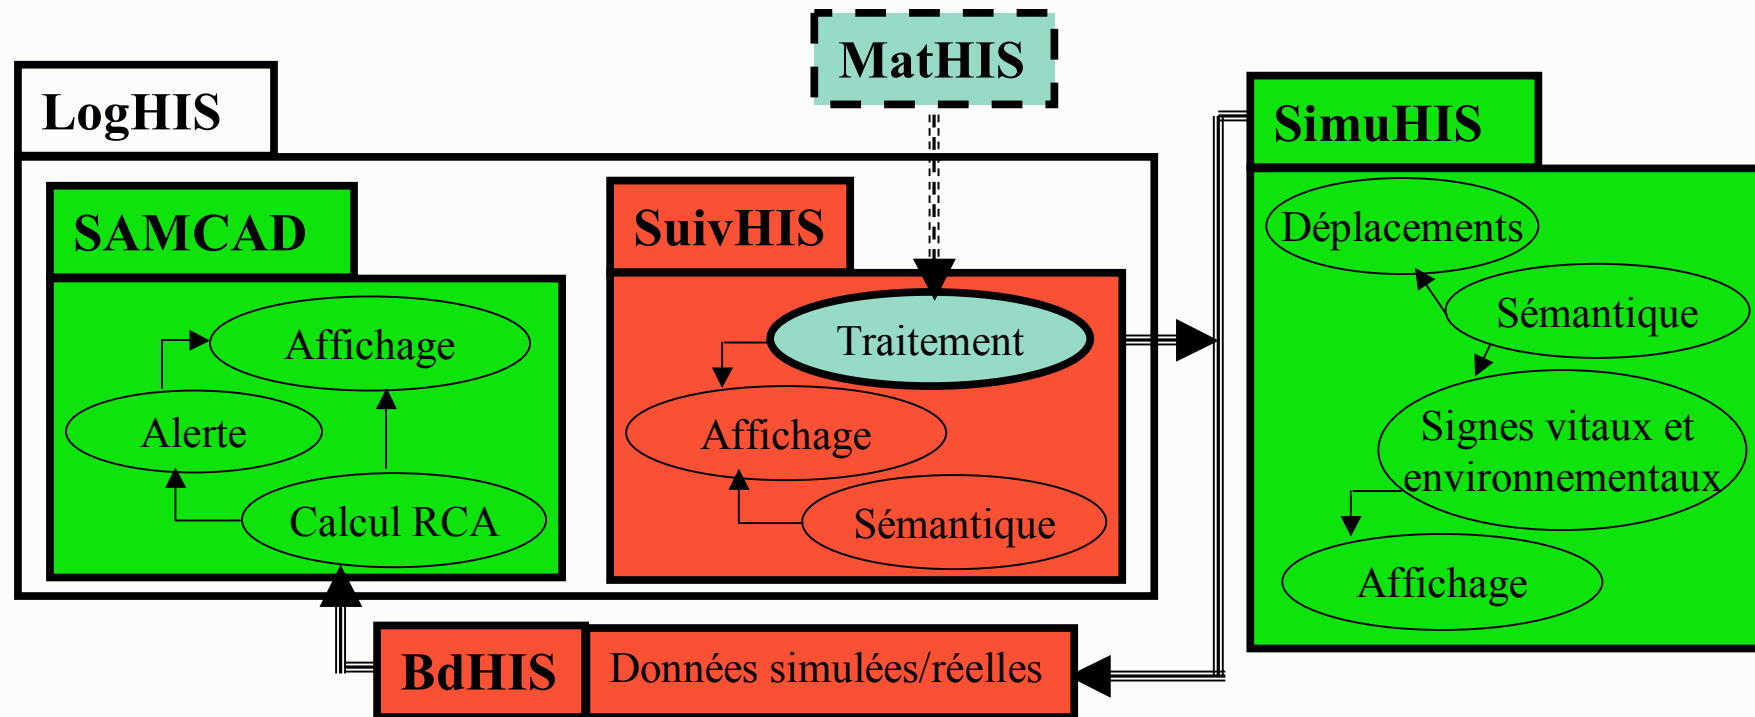 MatHIS
LogHIS
SimuHIS
SAMCAD
SuivHIS
Déplacements
Affichage
Traitement
Sémantique
Alerte
Affichage
Signes vitaux et
environnementaux
Calcul RCA
Sémantique
Affichage
BdHIS
Données simulées/réelles